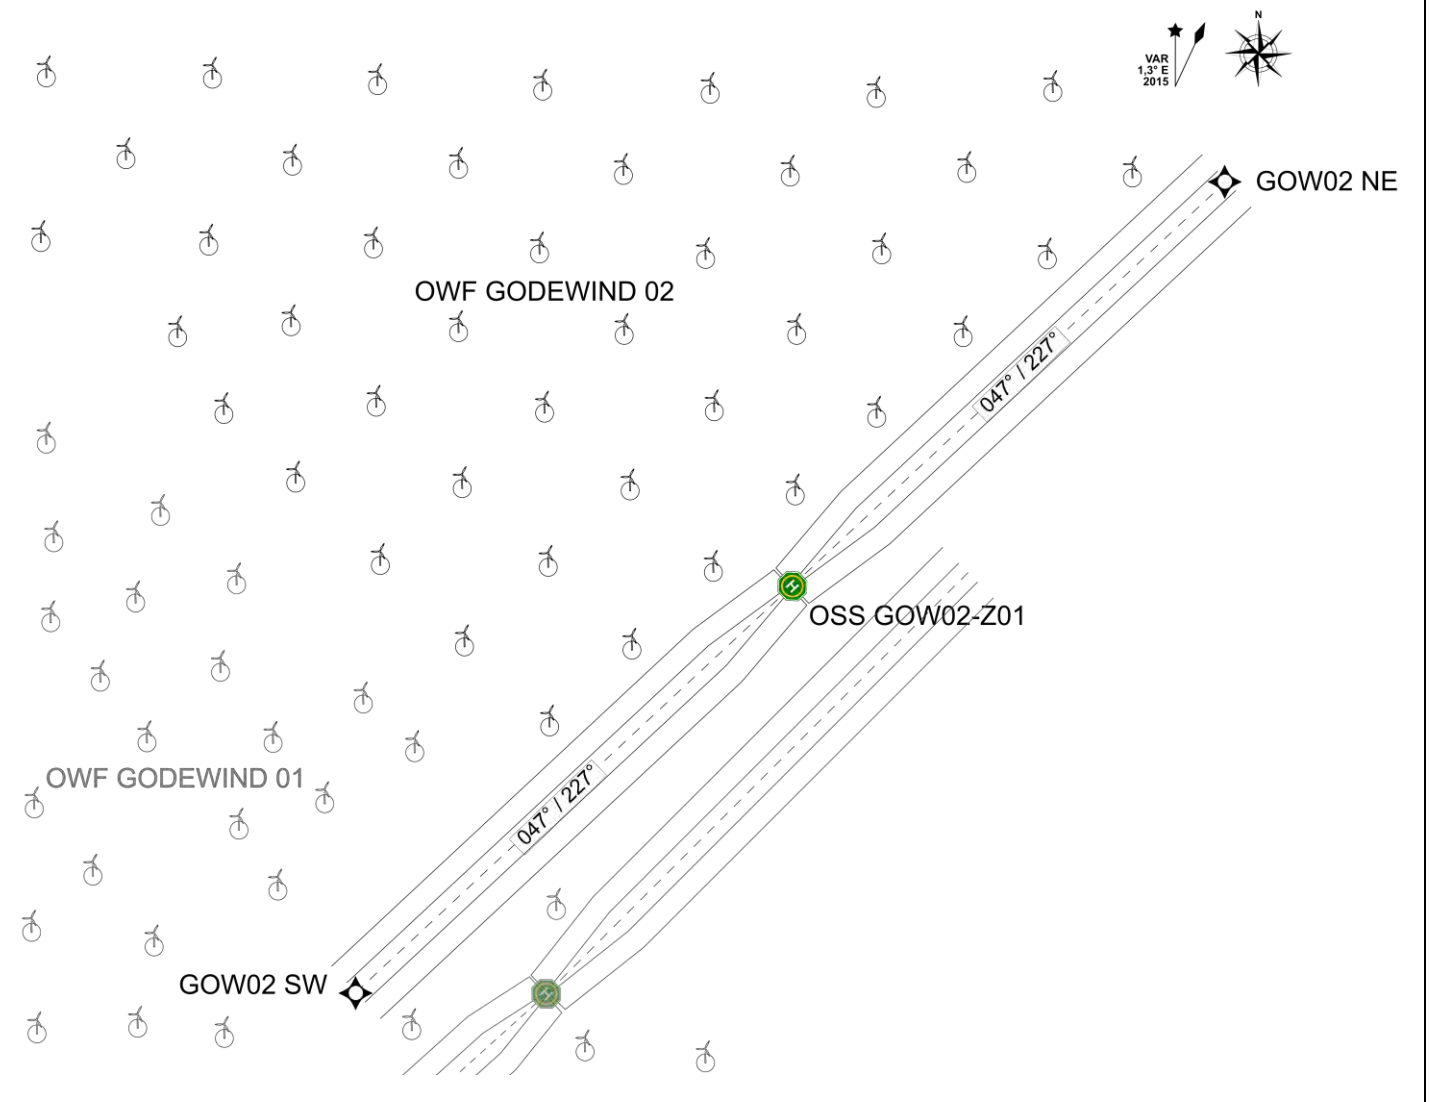 N
VAR
1,3° E
2015
GOW02 NE
OWF GODEWIND 02
047° / 227°
H
OSS GOW02-Z01
OWF GODEWIND 01
047° / 227°
GOW02 SW
H